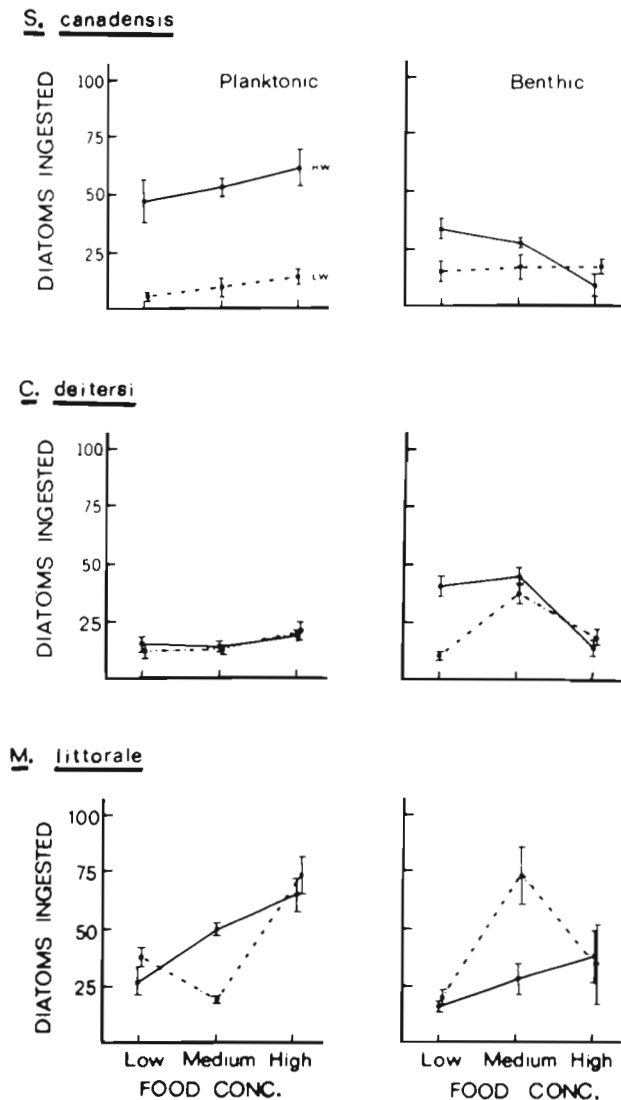 S. canadensis
Planktonic
Benthic
DIATOMS INGESTED
100
75
50
25
HW
LW
C. deitersi
DIATOMS INGESTED
100
75
50
25
M. littorale
DIATOMS INGESTED
100
75
50
25
Low Medium High
FOOD CONC.
Low Medium High
FOOD CONC.